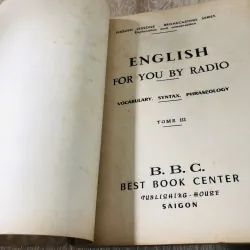 ENGLISH
FOR YOU BY RADIO
VOCABULARY. SYNTAX. PHRASEOLOGY
TOME III
B. B. C.
BEST BOOK CENTER
PUBLISHING-HOUSE
SAIGON